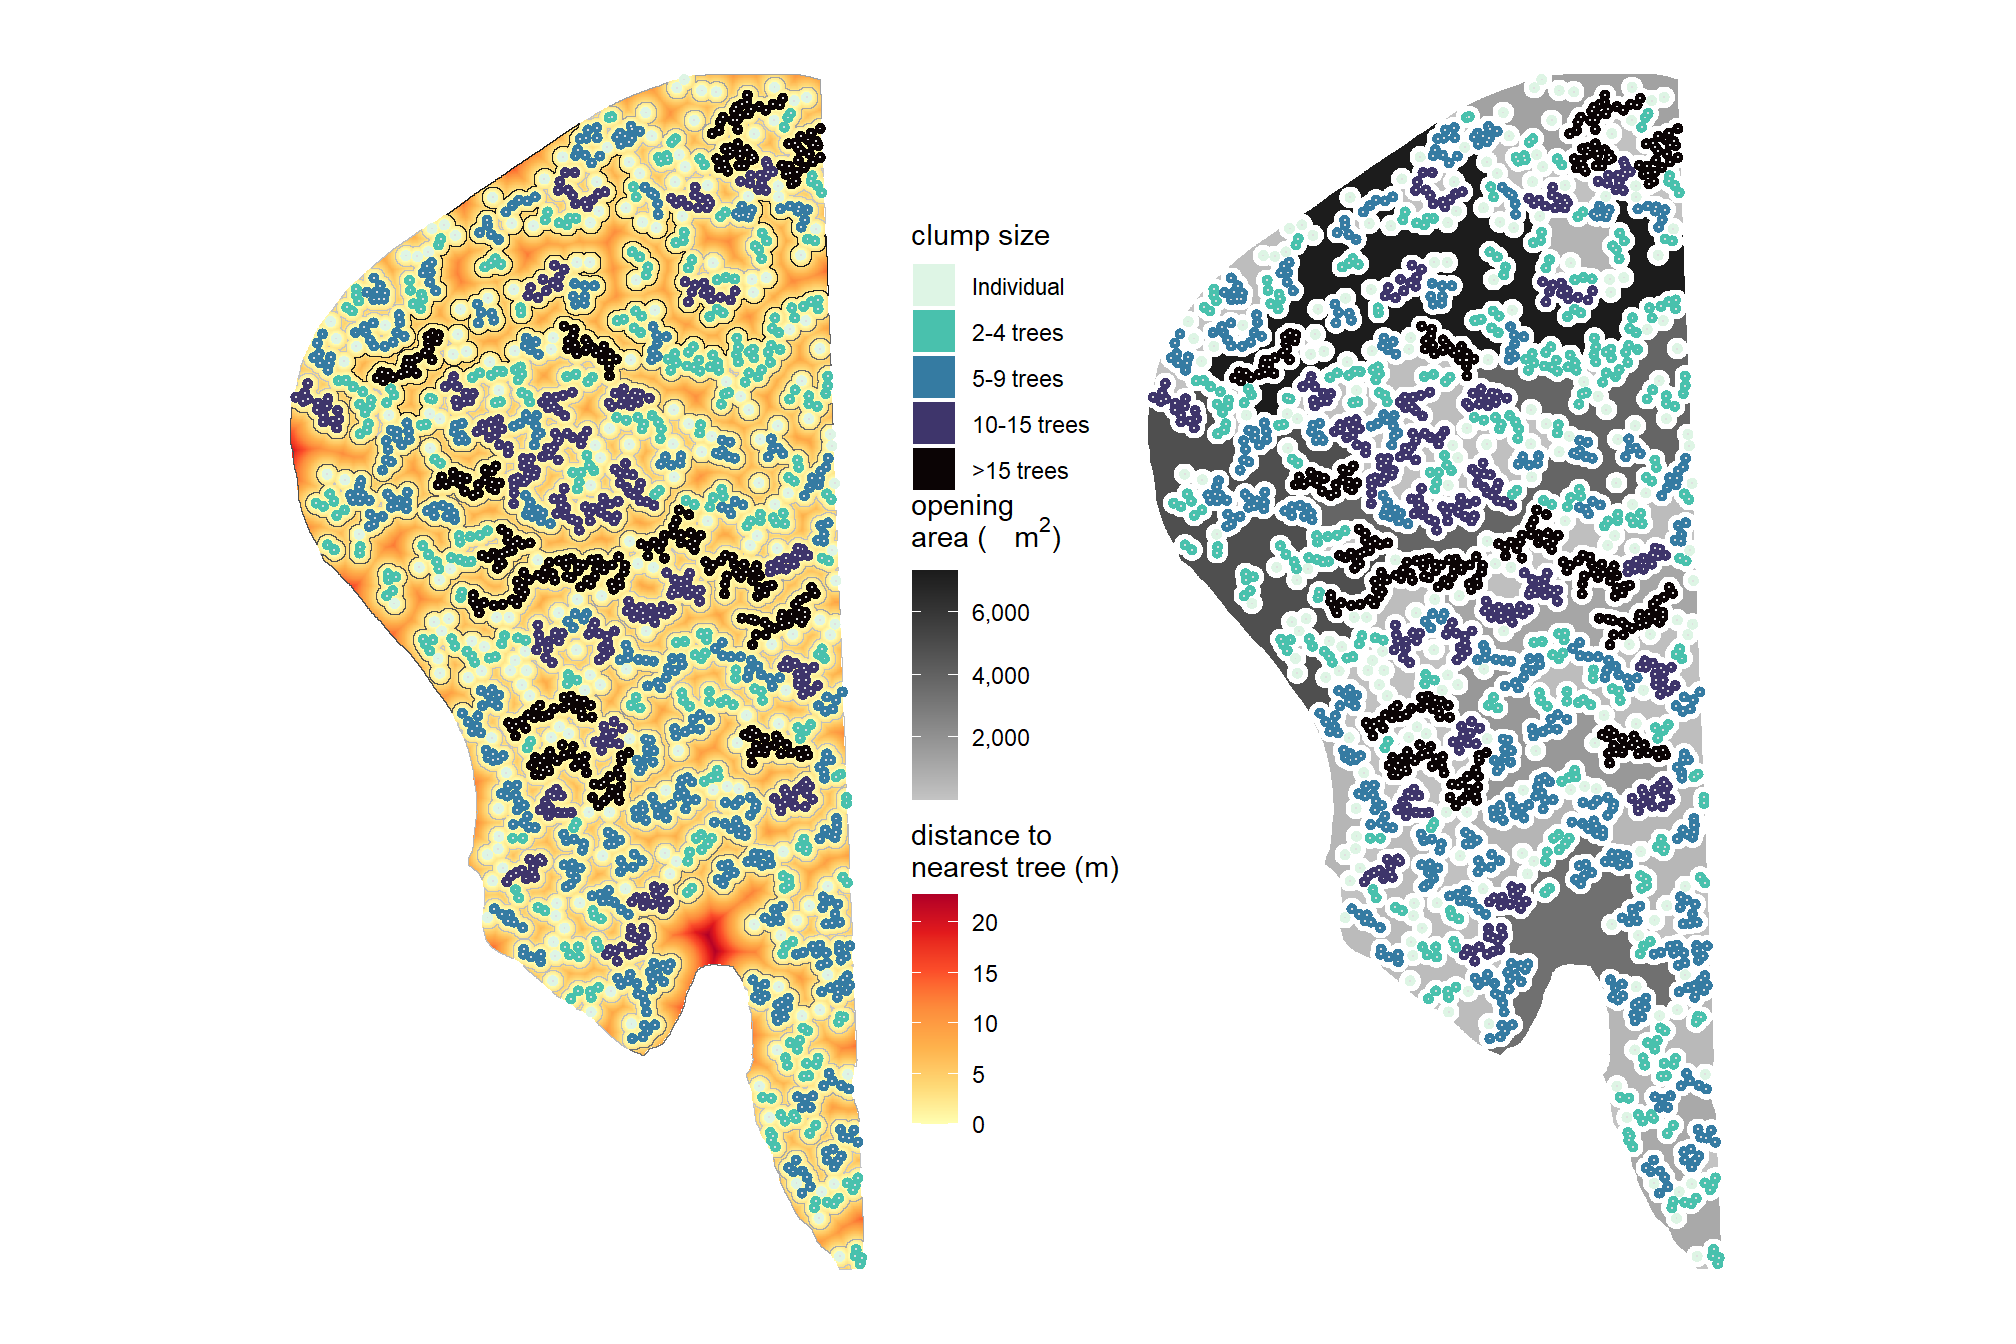 clump size
Individual
2-4 trees
5-9 trees
10-15 trees
>15 trees
opening
area ( m²)
6,000
4,000
2,000
distance to
nearest tree (m)
20
15
10
5
0